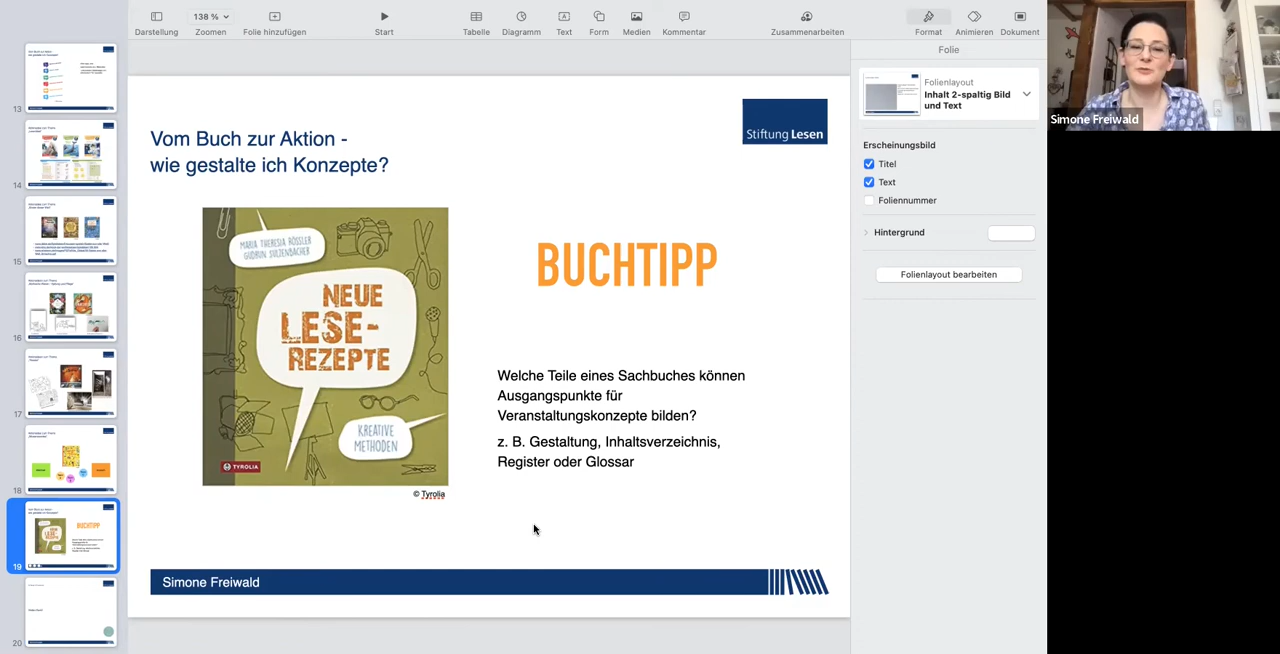 138 %
Darstellung
Zoomen
Folie hinzufügen
Start
Tabelle
Diagramm
Text
Form
Medien
Kommentar
Zusammenarbeiten
Format
Animieren
Dokument
13
14
15
16
17
18
19
20
Vom Buch zur Aktion -
wie gestalte ich Konzepte?
Stiftung Lesen
MARIA THERESIA RÖSSLER
GUDRUN SULZENBACHER
NEUE
LESE-
REZEPTE
KREATIVE
METHODEN
TYROLIA
© Tyrolia
BUCHTIPP
Welche Teile eines Sachbuches können
Ausgangspunkte für
Veranstaltungskonzepte bilden?
z. B. Gestaltung, Inhaltsverzeichnis,
Register oder Glossar
Simone Freiwald
Folie
Folienlayout
Inhalt 2-spaltig Bild
und Text
Erscheinungsbild
Titel
Text
Foliennummer
Hintergrund
Folienlayout bearbeiten
Simone Freiwald